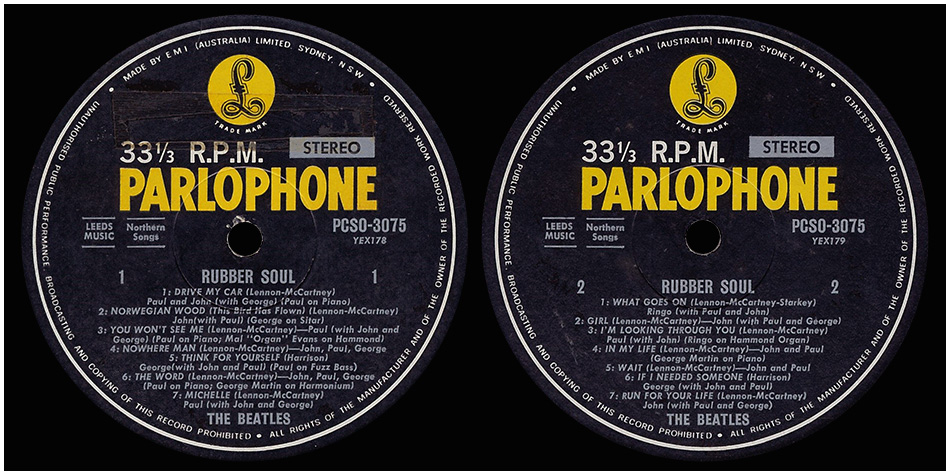 MADE BY E M I (AUSTRALIA) LIMITED, SYDNEY, N S W • UNAUTHORISED PUBLIC PERFORMANCE, BROADCASTING AND COPYING OF THIS RECORD PROHIBITED • ALL RIGHTS OF THE MANUFACTURER AND OF THE OWNER OF THE RECORDED WORK RESERVED •
£
TRADE MARK
33⅓ R.P.M. STEREO
PARLOPHONE
LEEDS MUSIC
Northern Songs
PCSO-3075
YEX178
1 RUBBER SOUL 1
1: DRIVE MY CAR (Lennon-McCartney)
Paul and John (with George) (Paul on Piano)
2: NORWEGIAN WOOD (This Bird Has Flown) (Lennon-McCartney)
John(with Paul) (George on Sitar)
3: YOU WON'T SEE ME (Lennon-McCartney)—Paul (with John and
George) (Paul on Piano; Mal "Organ" Evans on Hammond)
4: NOWHERE MAN (Lennon-McCartney)—John, Paul, George
5: THINK FOR YOURSELF (Harrison)
George(with John and Paul) (Paul on Fuzz Bass)
6: THE WORD (Lennon-McCartney)—John, Paul, George
(Paul on Piano; George Martin on Harmonium)
7: MICHELLE (Lennon-McCartney)
Paul (with John and George)
THE BEATLES
MADE BY E M I (AUSTRALIA) LIMITED, SYDNEY, N S W • UNAUTHORISED PUBLIC PERFORMANCE, BROADCASTING AND COPYING OF THIS RECORD PROHIBITED • ALL RIGHTS OF THE MANUFACTURER AND OF THE OWNER OF THE RECORDED WORK RESERVED •
£
TRADE MARK
33⅓ R.P.M. STEREO
PARLOPHONE
LEEDS MUSIC
Northern Songs
PCSO-3075
YEX179
2 RUBBER SOUL 2
1: WHAT GOES ON (Lennon-McCartney-Starkey)
Ringo (with Paul and John)
2: GIRL (Lennon-McCartney)—John (with Paul and George)
3: I'M LOOKING THROUGH YOU (Lennon-McCartney)
Paul (with John) (Ringo on Hammond Organ)
4: IN MY LIFE (Lennon-McCartney)—John and Paul
(George Martin on Piano)
5: WAIT (Lennon-McCartney)—John and Paul
6: IF I NEEDED SOMEONE (Harrison)
George (with John and Paul)
7: RUN FOR YOUR LIFE (Lennon-McCartney)
John (with Paul and George)
THE BEATLES